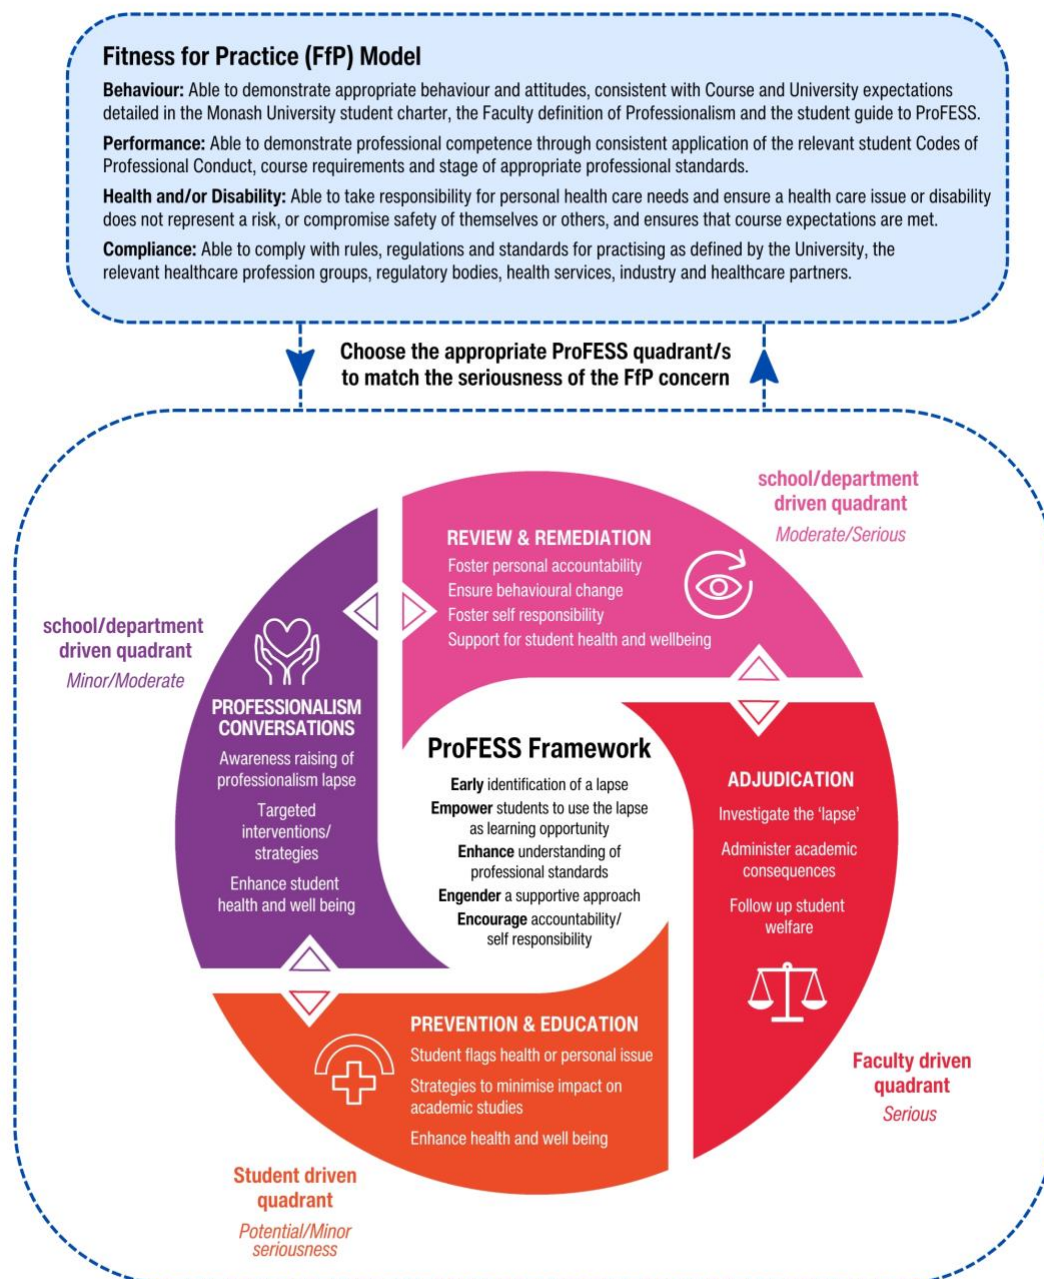 Fitness for Practice (FfP) Model
Behaviour: Able to demonstrate appropriate behaviour and attitudes, consistent with Course and University expectations
detailed in the Monash University student charter, the Faculty definition of Professionalism and the student guide to ProFESS.
Performance: Able to demonstrate professional competence through consistent application of the relevant student Codes of
Professional Conduct, course requirements and stage of appropriate professional standards.
Health and/or Disability: Able to take responsibility for personal health care needs and ensure a health care issue or disability
does not represent a risk, or compromise safety of themselves or others, and ensures that course expectations are met.
Compliance: Able to comply with rules, regulations and standards for practising as defined by the University, the
relevant healthcare profession groups, regulatory bodies, health services, industry and healthcare partners.
Choose the appropriate ProFESS quadrant/s
to match the seriousness of the FfP concern
school/department
driven quadrant
Moderate/Serious
REVIEW & REMEDIATION
Foster personal accountability
Ensure behavioural change
Foster self responsibility
Support for student health and wellbeing
school/department
driven quadrant
Minor/Moderate
PROFESSIONALISM
CONVERSATIONS
Awareness raising of
professionalism lapse
Targeted
interventions/
strategies
Enhance student
health and well being
ProFESS Framework
Early identification of a lapse
Empower students to use the lapse
as learning opportunity
Enhance understanding of
professional standards
Engender a supportive approach
Encourage accountability/
self responsibility
ADJUDICATION
Investigate the ‘lapse’
Administer academic
consequences
Follow up student
welfare
Faculty driven
quadrant
Serious
PREVENTION & EDUCATION
Student flags health or personal issue
Strategies to minimise impact on
academic studies
Enhance health and well being
Student driven
quadrant
Potential/Minor
seriousness